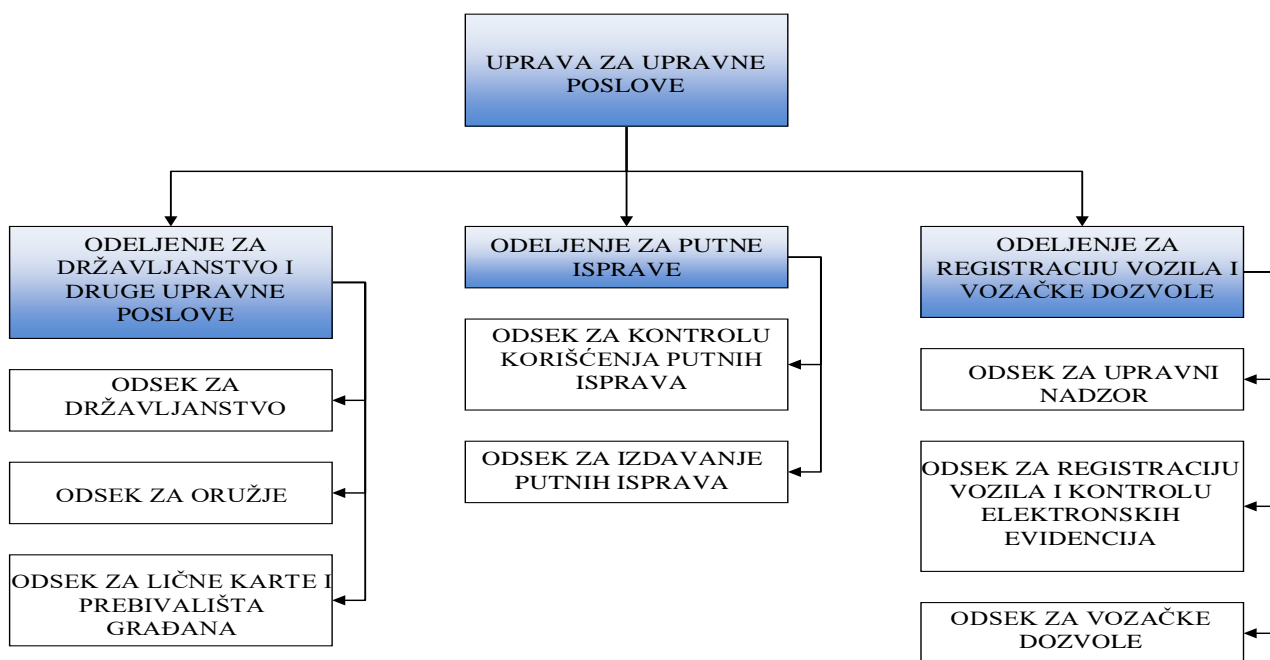 UPRAVA ZA UPRAVNE
POSLOVE
ODELJENJE ZA
DRŽAVLJANSTVO I
DRUGE UPRAVNE
POSLOVE
ODSEK ZA
DRŽAVLJANSTVO
ODSEK ZA ORUŽJE
ODSEK ZA LIČNE KARTE I
PREBIVALIŠTA
GRAĐANA
ODELJENJE ZA PUTNE
ISPRAVE
ODSEK ZA KONTROLU
KORIŠĆENJA PUTNIH
ISPRAVA
ODSEK ZA IZDAVANJE
PUTNIH ISPRAVA
ODELJENJE ZA
REGISTRACIJU VOZILA I
VOZAČKE DOZVOLE
ODSEK ZA UPRAVNI
NADZOR
ODSEK ZA REGISTRACIJU
VOZILA I KONTROLU
ELEKTRONSKIH
EVIDENCIJA
ODSEK ZA VOZAČKE
DOZVOLE